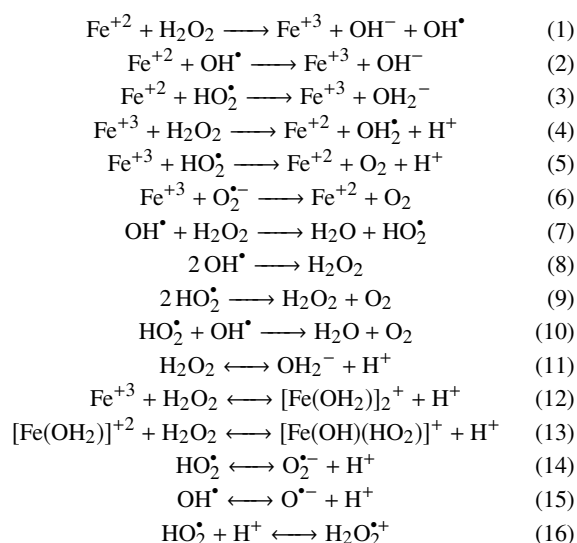 Fe⁺² + H₂O₂ ⟶ Fe⁺³ + OH⁻ + OH• (1)
Fe⁺² + OH• ⟶ Fe⁺³ + OH⁻ (2)
Fe⁺² + HO₂• ⟶ Fe⁺³ + OH₂⁻ (3)
Fe⁺³ + H₂O₂ ⟶ Fe⁺² + OH₂• + H⁺ (4)
Fe⁺³ + HO₂• ⟶ Fe⁺² + O₂ + H⁺ (5)
Fe⁺³ + O₂•⁻ ⟶ Fe⁺² + O₂ (6)
OH• + H₂O₂ ⟶ H₂O + HO₂• (7)
2 OH• ⟶ H₂O₂ (8)
2 HO₂• ⟶ H₂O₂ + O₂ (9)
HO₂• + OH• ⟶ H₂O + O₂ (10)
H₂O₂ ⟷ OH₂⁻ + H⁺ (11)
Fe⁺³ + H₂O₂ ⟷ [Fe(OH₂)]₂⁺ + H⁺ (12)
[Fe(OH₂)]⁺² + H₂O₂ ⟷ [Fe(OH)(HO₂)]⁺ + H⁺ (13)
HO₂• ⟷ O₂•⁻ + H⁺ (14)
OH• ⟷ O•⁻ + H⁺ (15)
HO₂• + H⁺ ⟷ H₂O₂•⁺ (16)